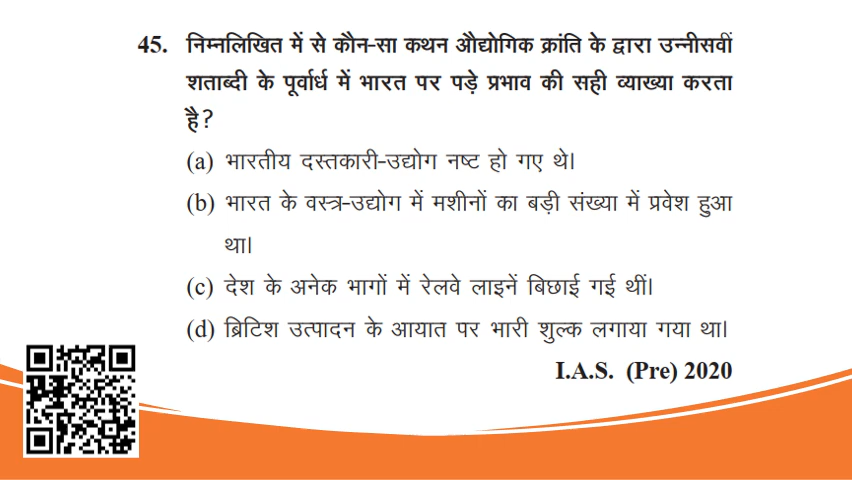 45. निम्नलिखित में से कौन-सा कथन औद्योगिक क्रांति के द्वारा उन्नीसवीं
शताब्दी के पूर्वार्ध में भारत पर पड़े प्रभाव की सही व्याख्या करता
है?
(a) भारतीय दस्तकारी-उद्योग नष्ट हो गए थे।
(b) भारत के वस्त्र-उद्योग में मशीनों का बड़ी संख्या में प्रवेश हुआ
था।
(c) देश के अनेक भागों में रेलवे लाइनें बिछाई गई थीं।
(d) ब्रिटिश उत्पादन के आयात पर भारी शुल्क लगाया गया था।
I.A.S. (Pre) 2020